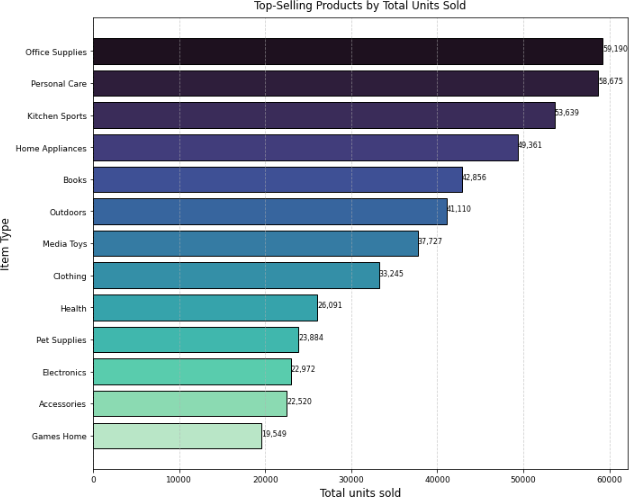 Top-Selling Products by Total Units Sold
Office Supplies 59,190
Personal Care 58,675
Kitchen Sports 53,639
Home Appliances 49,361
Books 42,856
Outdoors 41,110
Media Toys 37,727
Clothing 33,245
Health 26,091
Pet Supplies 23,884
Electronics 22,972
Accessories 22,520
Games Home 19,549
Item Type
0 10000 20000 30000 40000 50000 60000
Total units sold